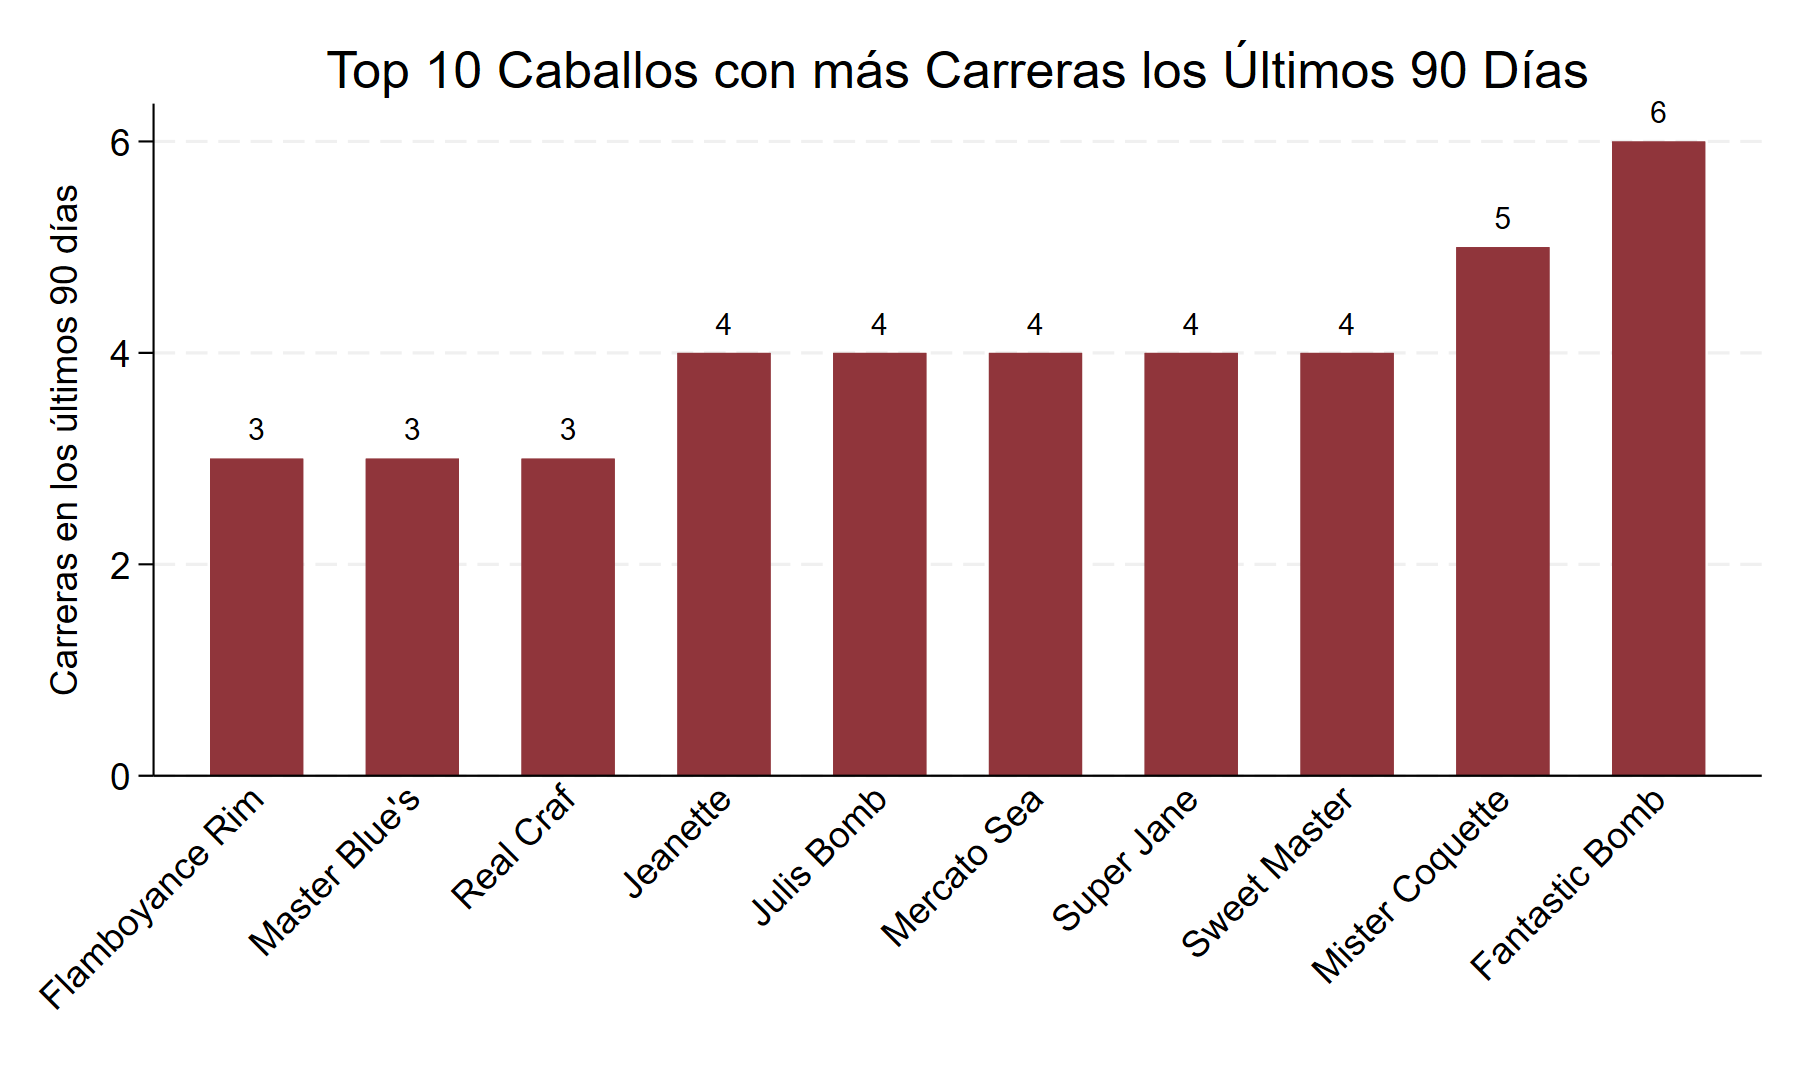 Top 10 Caballos con más Carreras los Últimos 90 Días
Carreras en los últimos 90 días
6
4
2
0
3
3
3
4
4
4
4
4
5
6
Flamboyance Rim
Master Blue's
Real Craf
Jeanette
Julis Bomb
Mercato Sea
Super Jane
Sweet Master
Mister Coquette
Fantastic Bomb